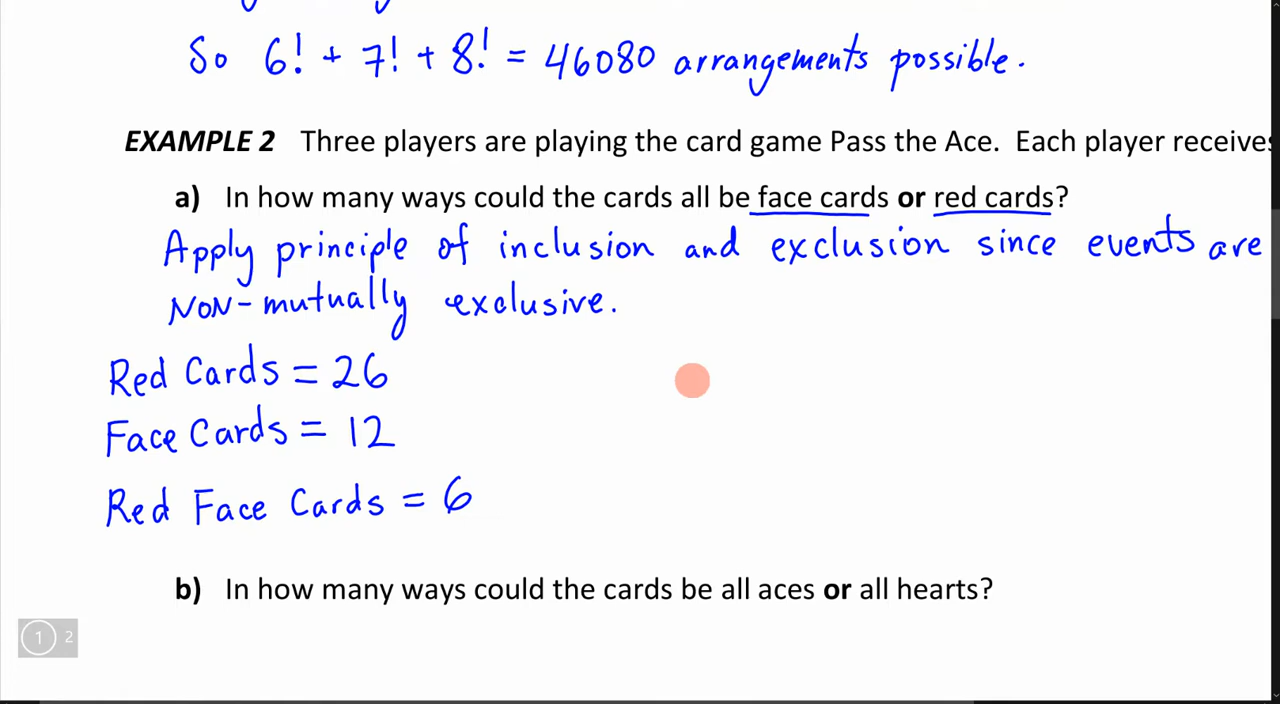 So 6! + 7! + 8! = 46080 arrangements possible.
EXAMPLE 2 Three players are playing the card game Pass the Ace. Each player receives
a) In how many ways could the cards all be face cards or red cards?
Apply principle of inclusion and exclusion since events are
NON-mutually exclusive.
Red Cards = 26
Face Cards = 12
Red Face Cards = 6
b) In how many ways could the cards be all aces or all hearts?
1 2